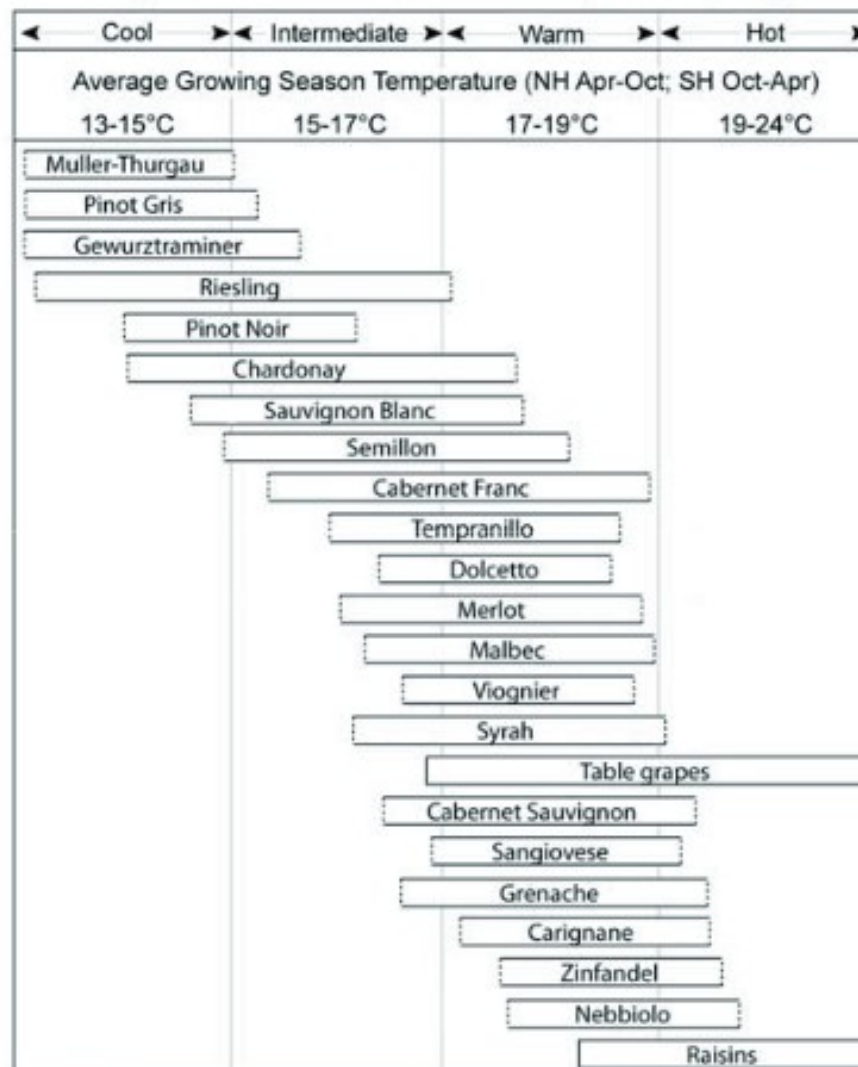 Cool Intermediate Warm Hot
Average Growing Season Temperature (NH Apr-Oct; SH Oct-Apr)
13-15°C 15-17°C 17-19°C 19-24°C
Muller-Thurgau
Pinot Gris
Gewurztraminer
Riesling
Pinot Noir
Chardonay
Sauvignon Blanc
Semillon
Cabernet Franc
Tempranillo
Dolcetto
Merlot
Malbec
Viognier
Syrah
Table grapes
Cabernet Sauvignon
Sangiovese
Grenache
Carignane
Zinfandel
Nebbiolo
Raisins